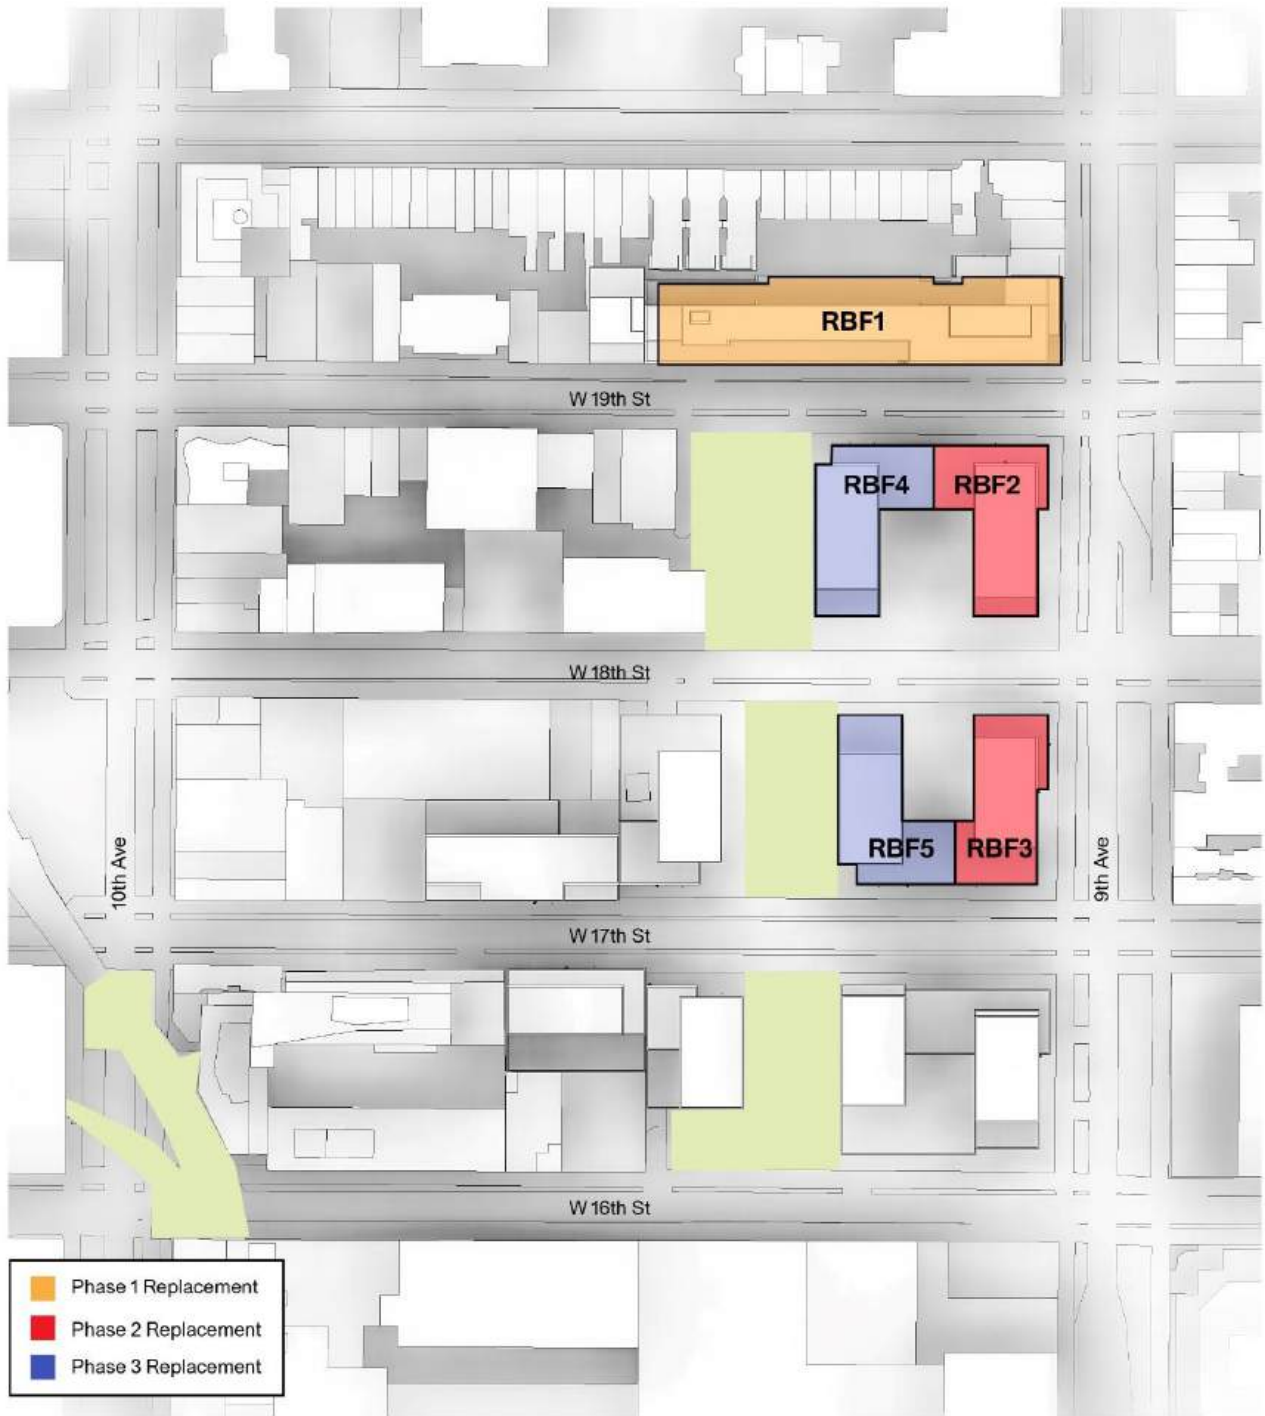 RBF1
W 19th St
RBF4
RBF2
W 18th St
10th Ave
RBF5
RBF3
9th Ave
W 17th St
W 16th St
Phase 1 Replacement
Phase 2 Replacement
Phase 3 Replacement